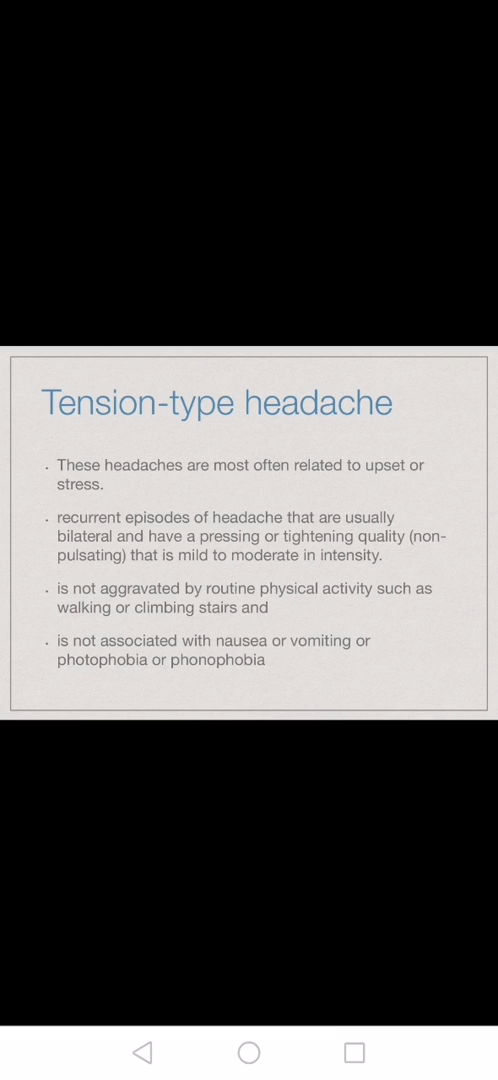 Tension-type headache
· These headaches are most often related to upset or
stress.
· recurrent episodes of headache that are usually
bilateral and have a pressing or tightening quality (non-
pulsating) that is mild to moderate in intensity.
· is not aggravated by routine physical activity such as
walking or climbing stairs and
· is not associated with nausea or vomiting or
photophobia or phonophobia